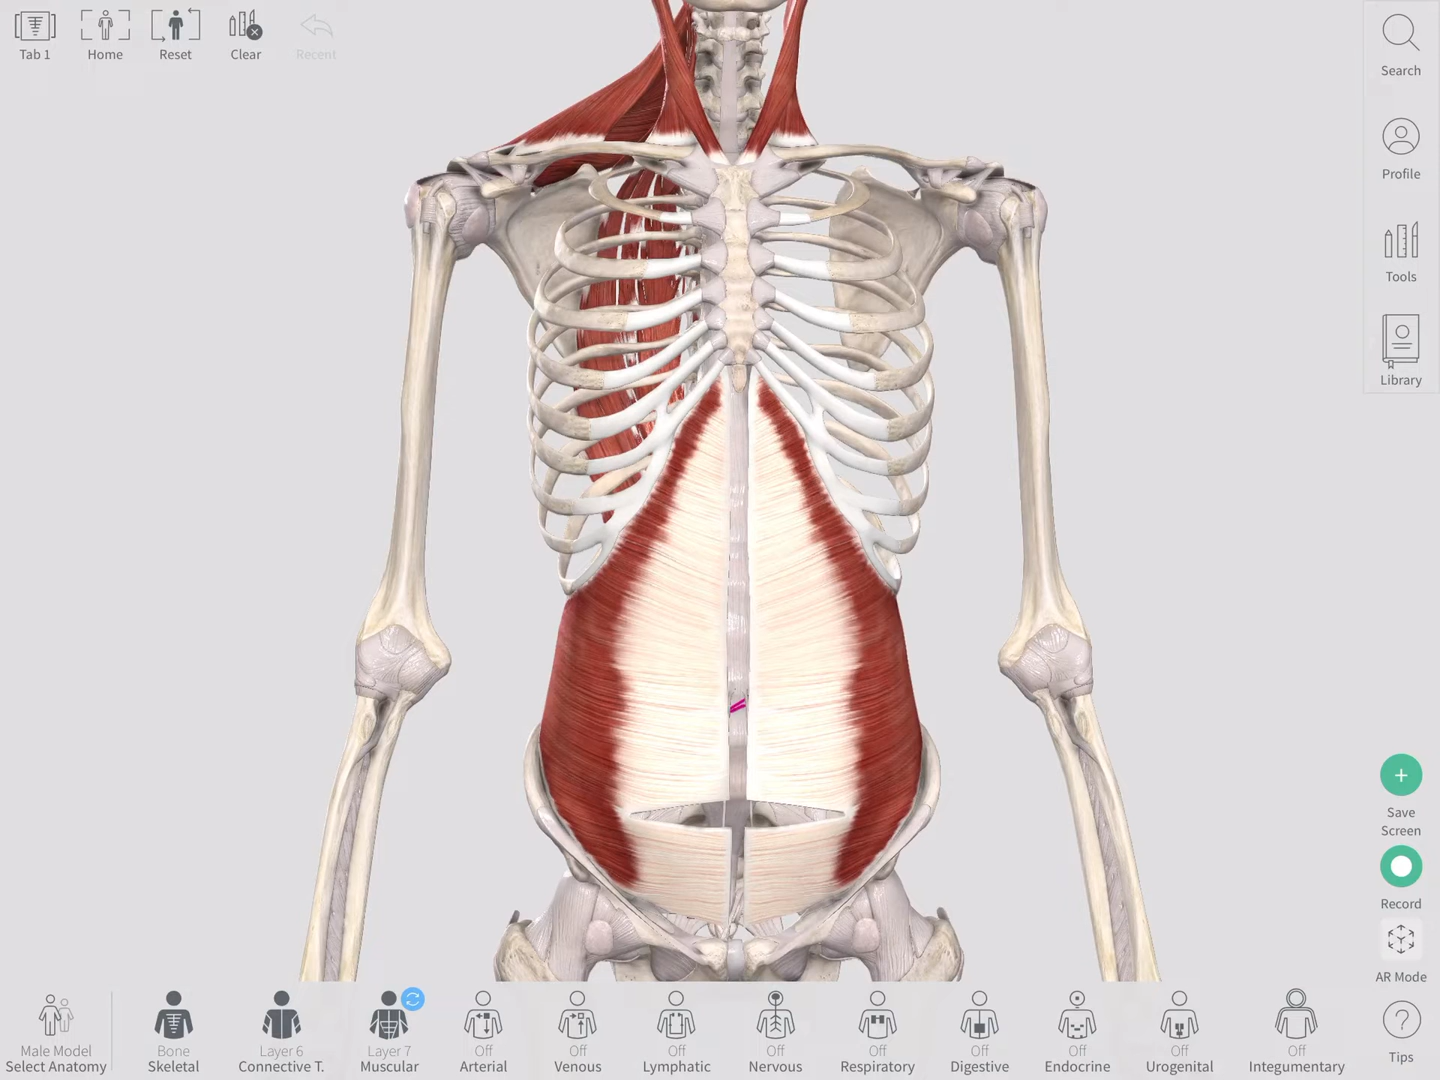 Tab 1
Home
Reset
Clear
Recent
Search
Profile
Tools
Library
Save
Screen
Record
AR Mode
Tips
Male Model
Select Anatomy
Bone
Skeletal
Layer 6
Connective T.
Layer 7
Muscular
Off
Arterial
Off
Venous
Off
Lymphatic
Off
Nervous
Off
Respiratory
Off
Digestive
Off
Endocrine
Off
Urogenital
Off
Integumentary